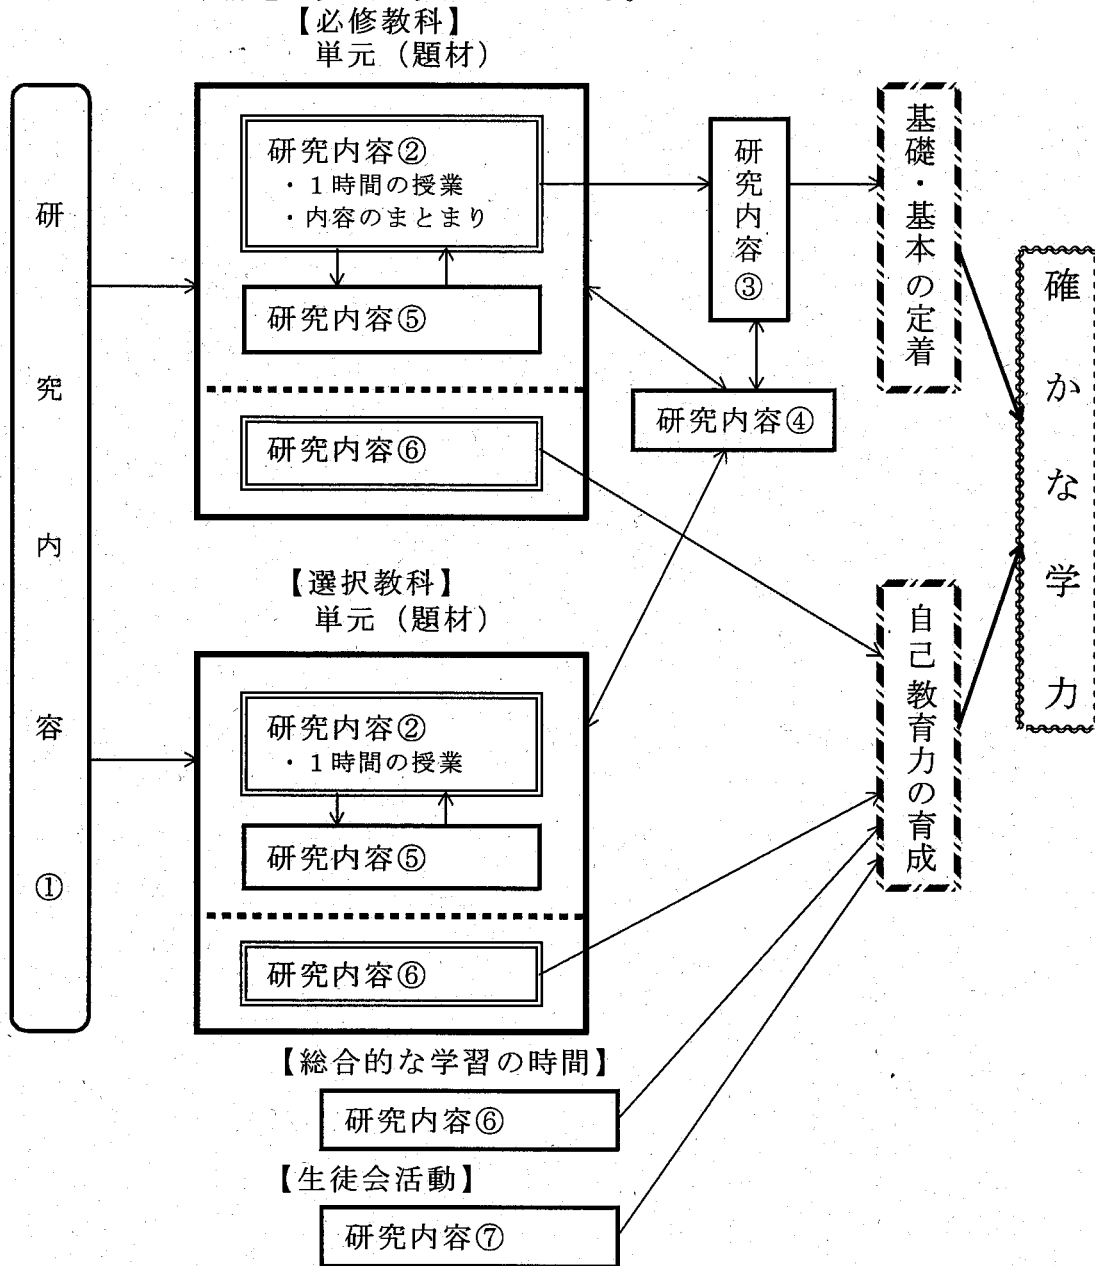 【必修教科】
単元（題材）
研究内容①
研究内容②
・１時間の授業
・内容のまとまり
研究内容⑤
研究内容⑥
研究内容③
研究内容④
基礎・基本の定着
確かな学力
【選択教科】
単元（題材）
研究内容②
・１時間の授業
研究内容⑤
研究内容⑥
自己教育力の育成
【総合的な学習の時間】
研究内容⑥
【生徒会活動】
研究内容⑦